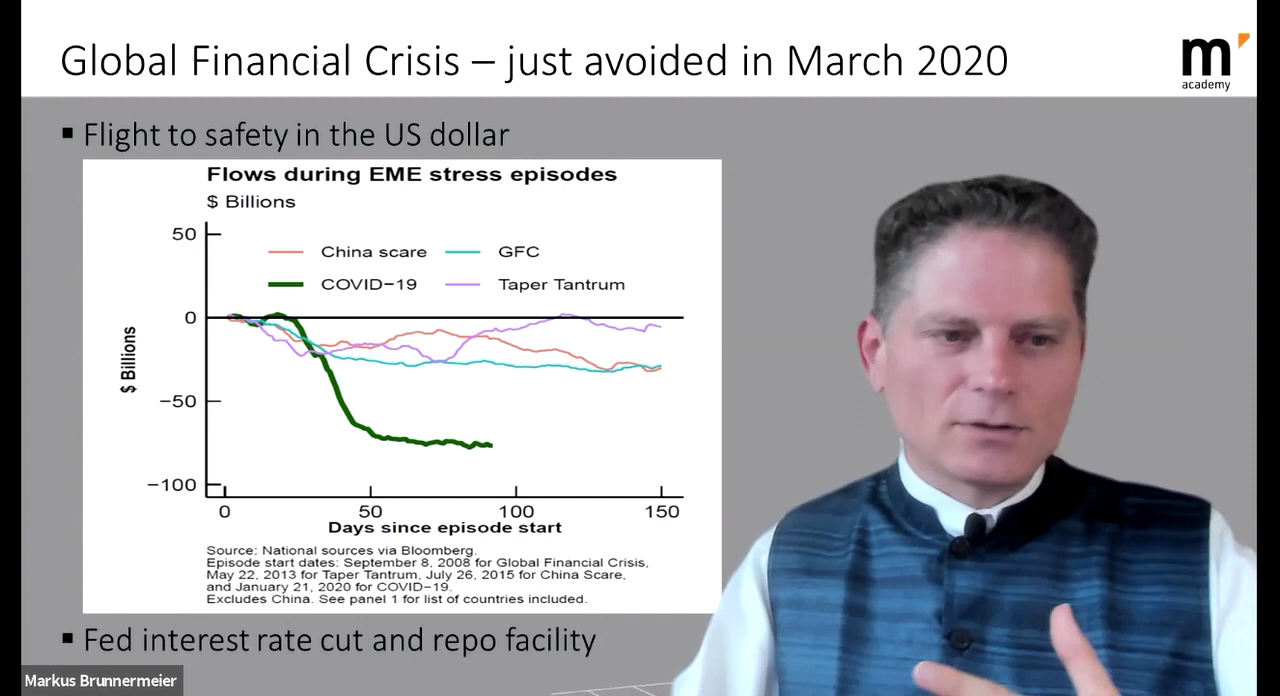 Global Financial Crisis – just avoided in March 2020
m'
academy
▪ Flight to safety in the US dollar
Flows during EME stress episodes
$ Billions
50
China scare
GFC
COVID−19
Taper Tantrum
0
$ Billions
−50
−100
0
50
100
150
Days since episode start
Source: National sources via Bloomberg.
Episode start dates: September 8, 2008 for Global Financial Crisis,
May 22, 2013 for Taper Tantrum, July 26, 2015 for China Scare,
and January 21, 2020 for COVID−19.
Excludes China. See panel 1 for list of countries included.
▪ Fed interest rate cut and repo facility
Markus Brunnermeier